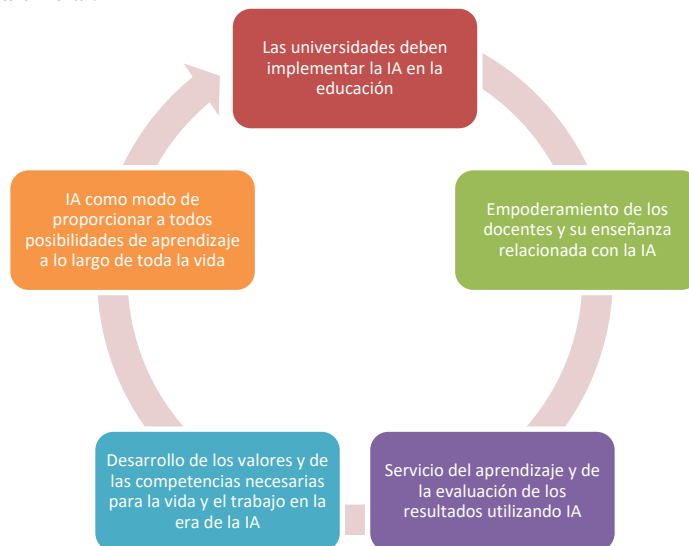 Las universidades deben
implementar la IA en la
educación
Empoderamiento de los
docentes y su enseñanza
relacionada con la IA
Servicio del aprendizaje y de
la evaluación de los
resultados utilizando IA
Desarrollo de los valores y de
las competencias necesarias
para la vida y el trabajo en la
era de la IA
IA como modo de
proporcionar a todos
posibilidades de aprendizaje
a lo largo de toda la vida